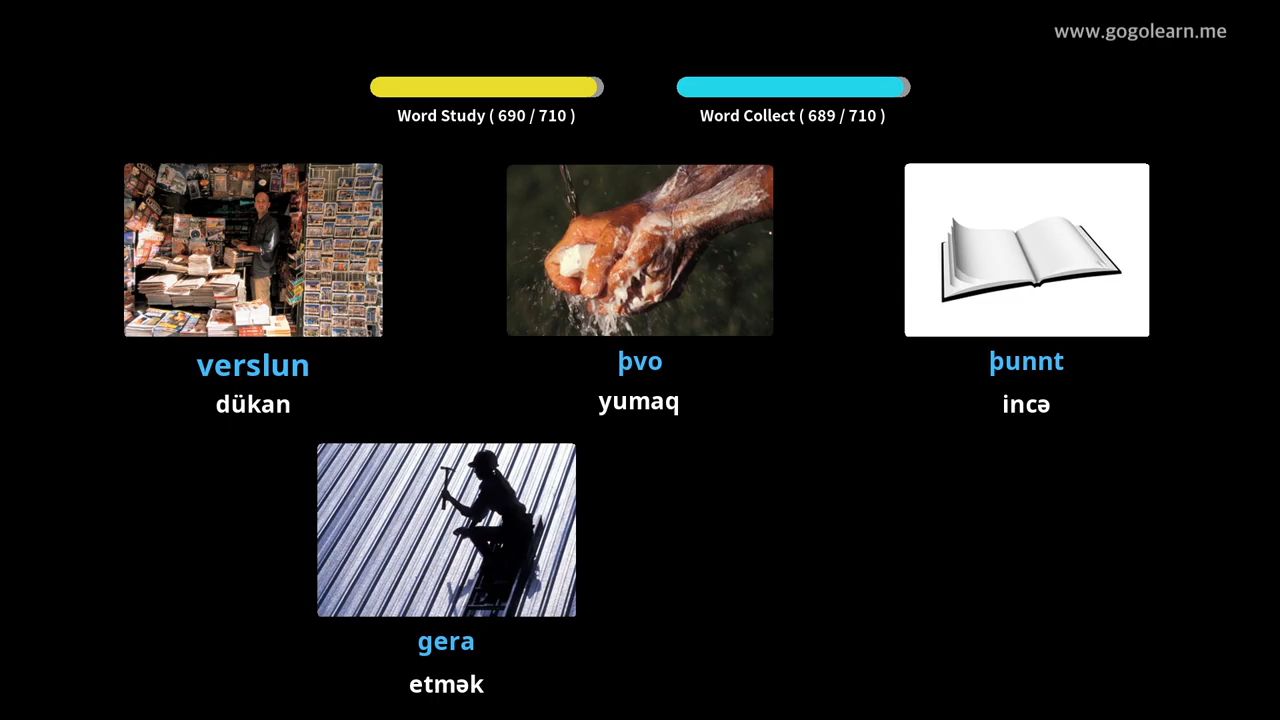 www.gogolearn.me
Word Study ( 690 / 710 )
Word Collect ( 689 / 710 )
verslun
dükan
þvo
yumaq
þunnt
incə
gera
etmək